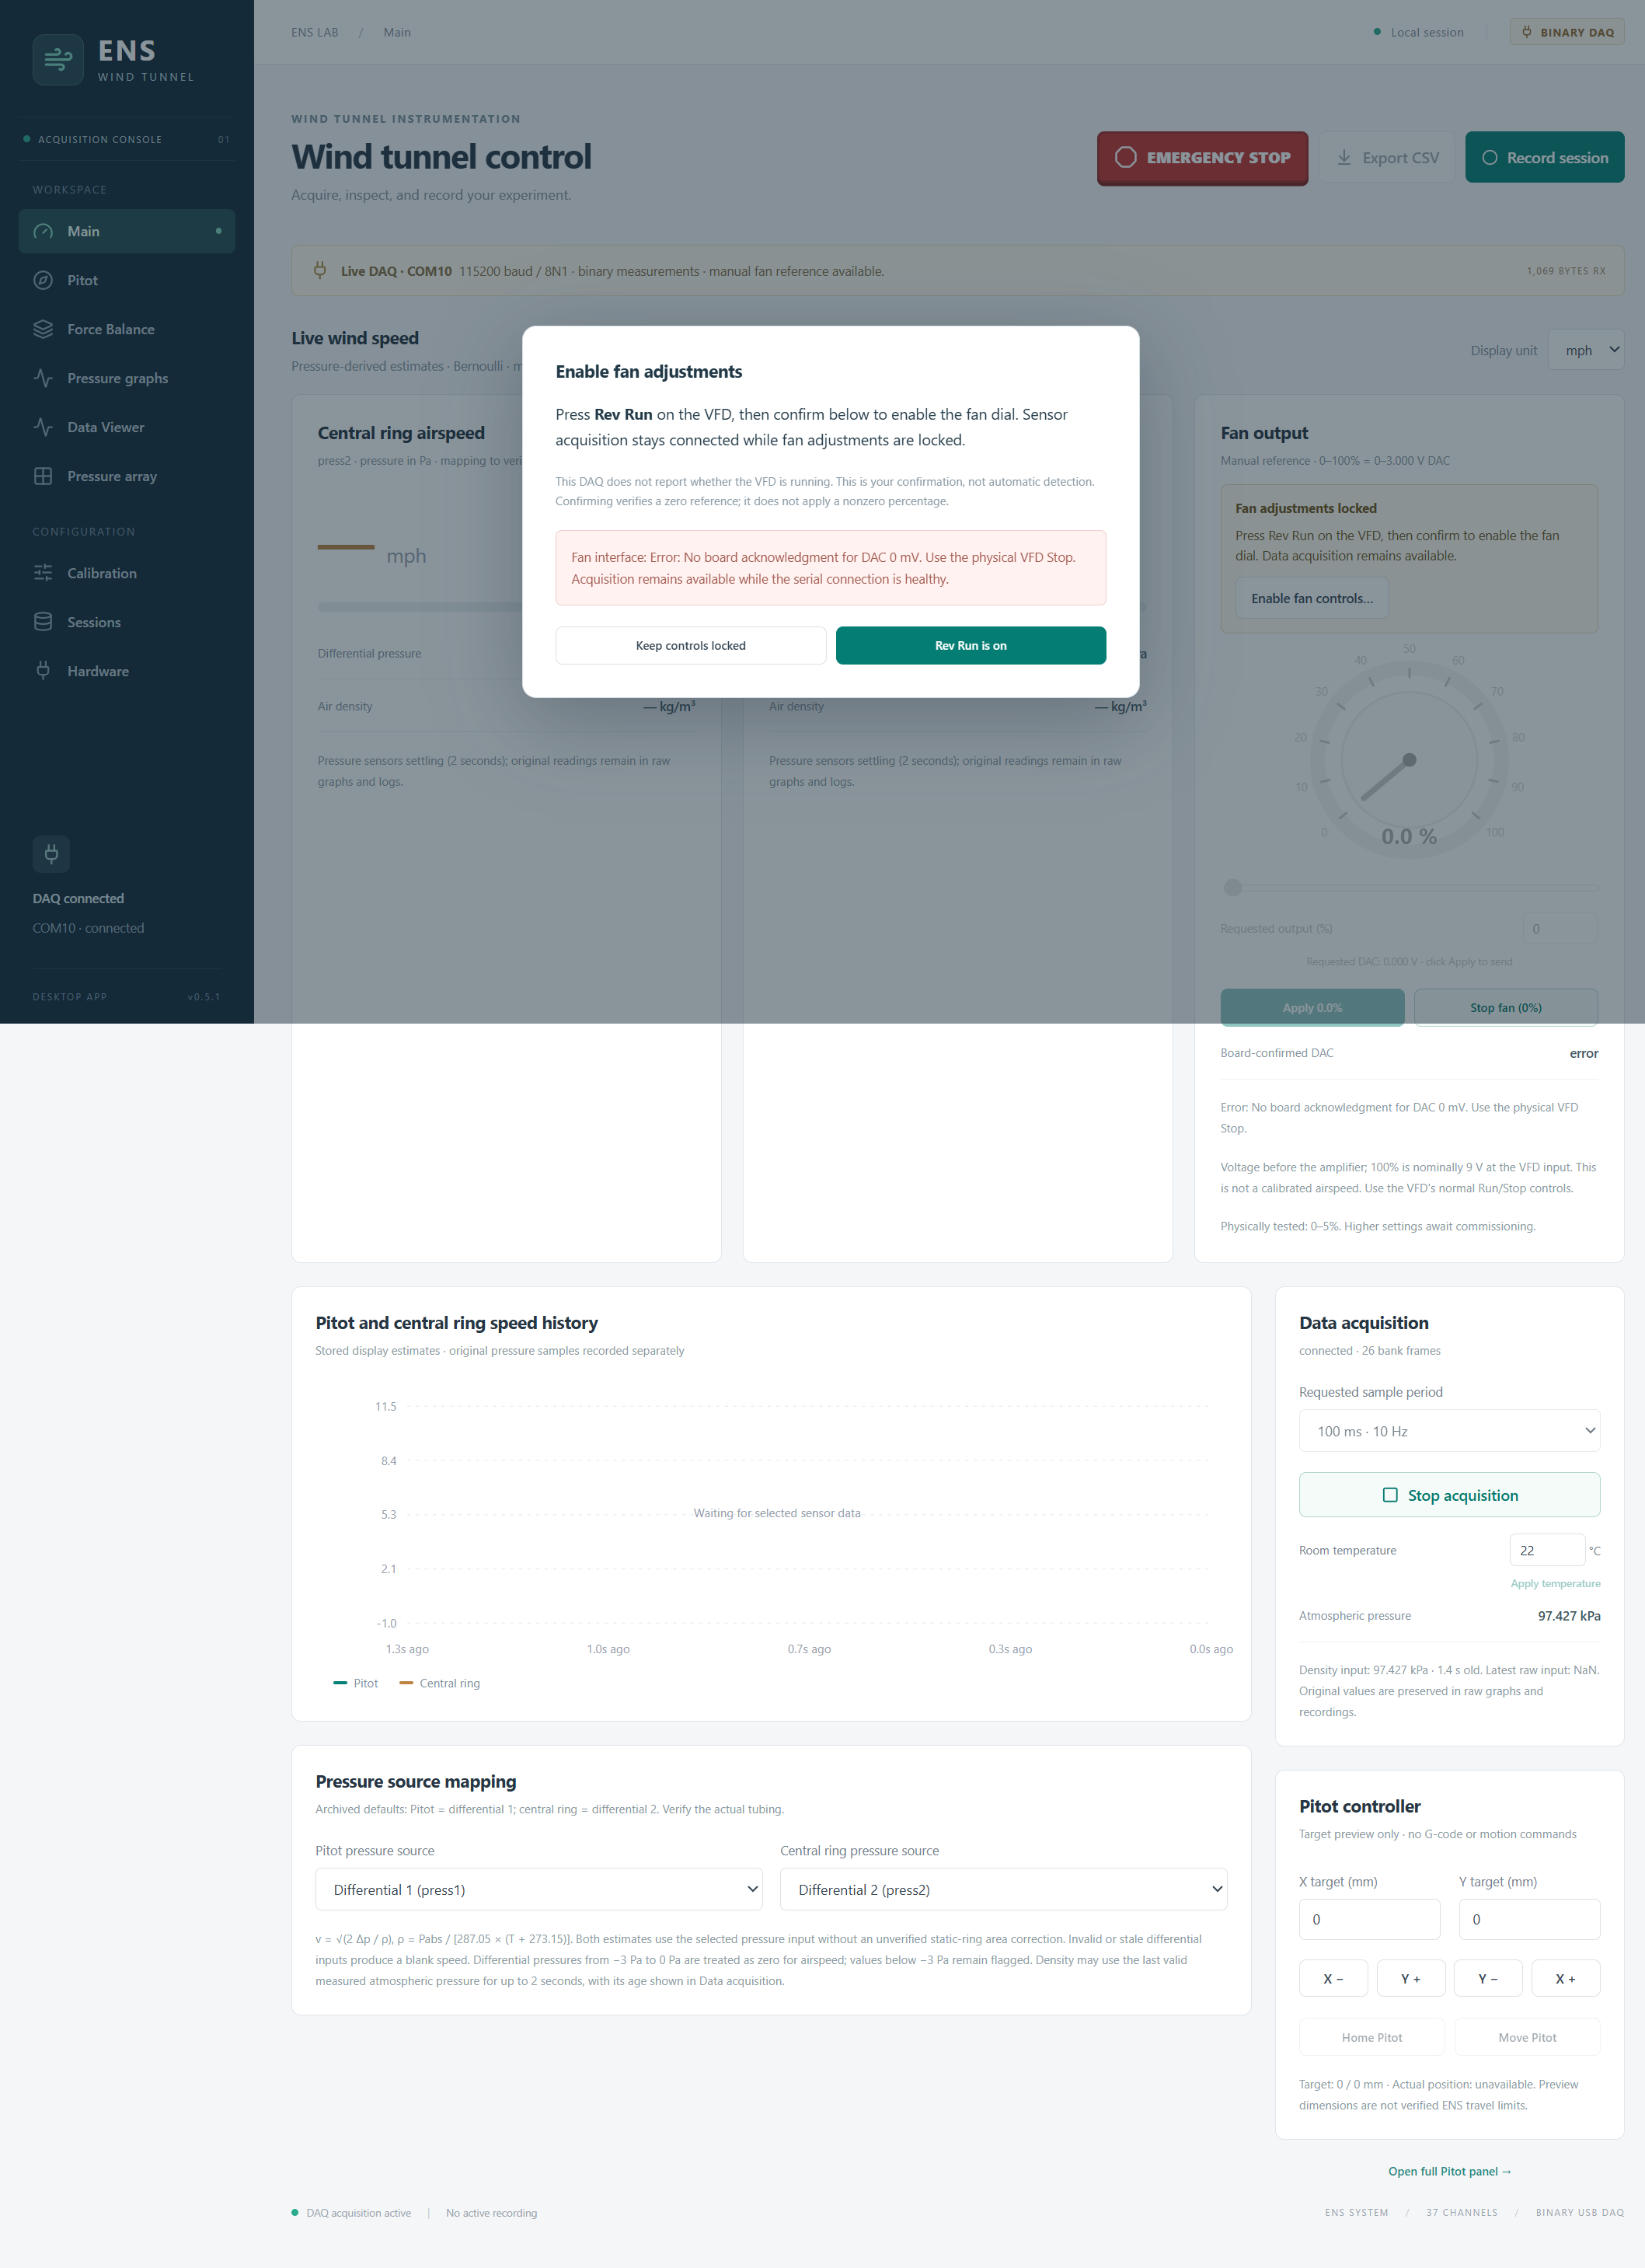 ENS
WIND TUNNEL
ACQUISITION CONSOLE 01
WORKSPACE
Main
Pitot
Force Balance
Pressure graphs
Data Viewer
Pressure array
CONFIGURATION
Calibration
Sessions
Hardware
DAQ connected
COM10 · connected
DESKTOP APP v0.5.1
ENS LAB / Main
Local session
BINARY DAQ
WIND TUNNEL INSTRUMENTATION
Wind tunnel control
Acquire, inspect, and record your experiment.
EMERGENCY STOP
Export CSV
Record session
Live DAQ · COM10 115200 baud / 8N1 · binary measurements · manual fan reference available.
1,069 BYTES RX
Live wind speed
Pressure-derived estimates · Bernoulli · m
Display unit mph
Enable fan adjustments
Press Rev Run on the VFD, then confirm below to enable the fan dial. Sensor
acquisition stays connected while fan adjustments are locked.
This DAQ does not report whether the VFD is running. This is your confirmation, not automatic detection.
Confirming verifies a zero reference; it does not apply a nonzero percentage.
Fan interface: Error: No board acknowledgment for DAC 0 mV. Use the physical VFD Stop.
Acquisition remains available while the serial connection is healthy.
Keep controls locked
Rev Run is on
Central ring airspeed
press2 · pressure in Pa · mapping to veri
— mph
Differential pressure
Air density — kg/m³
Pressure sensors settling (2 seconds); original readings remain in raw
graphs and logs.
a
Air density — kg/m³
Pressure sensors settling (2 seconds); original readings remain in raw
graphs and logs.
Fan output
Manual reference · 0–100% = 0–3.000 V DAC
Fan adjustments locked
Press Rev Run on the VFD, then confirm to enable the fan
dial. Data acquisition remains available.
Enable fan controls...
0
10
20
30
40
50
60
70
80
90
100
0.0 %
Requested output (%) 0
Requested DAC: 0.000 V · click Apply to send
Apply 0.0%
Stop fan (0%)
Board-confirmed DAC error
Error: No board acknowledgment for DAC 0 mV. Use the physical VFD
Stop.
Voltage before the amplifier; 100% is nominally 9 V at the VFD input. This
is not a calibrated airspeed. Use the VFD's normal Run/Stop controls.
Physically tested: 0–5%. Higher settings await commissioning.
Pitot and central ring speed history
Stored display estimates · original pressure samples recorded separately
11.5
8.4
5.3
2.1
-1.0
Waiting for selected sensor data
1.3s ago 1.0s ago 0.7s ago 0.3s ago 0.0s ago
Pitot Central ring
Data acquisition
connected · 26 bank frames
Requested sample period
100 ms · 10 Hz
Stop acquisition
Room temperature 22 °C
Apply temperature
Atmospheric pressure 97.427 kPa
Density input: 97.427 kPa · 1.4 s old. Latest raw input: NaN.
Original values are preserved in raw graphs and
recordings.
Pressure source mapping
Archived defaults: Pitot = differential 1; central ring = differential 2. Verify the actual tubing.
Pitot pressure source
Differential 1 (press1)
Central ring pressure source
Differential 2 (press2)
v = √(2 Δp / ρ), ρ = Pabs / [287.05 × (T + 273.15)]. Both estimates use the selected pressure input without an unverified static-ring area correction. Invalid or stale differential
inputs produce a blank speed. Differential pressures from −3 Pa to 0 Pa are treated as zero for airspeed; values below −3 Pa remain flagged. Density may use the last valid
measured atmospheric pressure for up to 2 seconds, with its age shown in Data acquisition.
Pitot controller
Target preview only · no G-code or motion commands
X target (mm) Y target (mm)
0 0
X − Y + Y − X +
Home Pitot
Move Pitot
Target: 0 / 0 mm · Actual position: unavailable. Preview
dimensions are not verified ENS travel limits.
Open full Pitot panel →
DAQ acquisition active | No active recording
ENS SYSTEM / 37 CHANNELS / BINARY USB DAQ